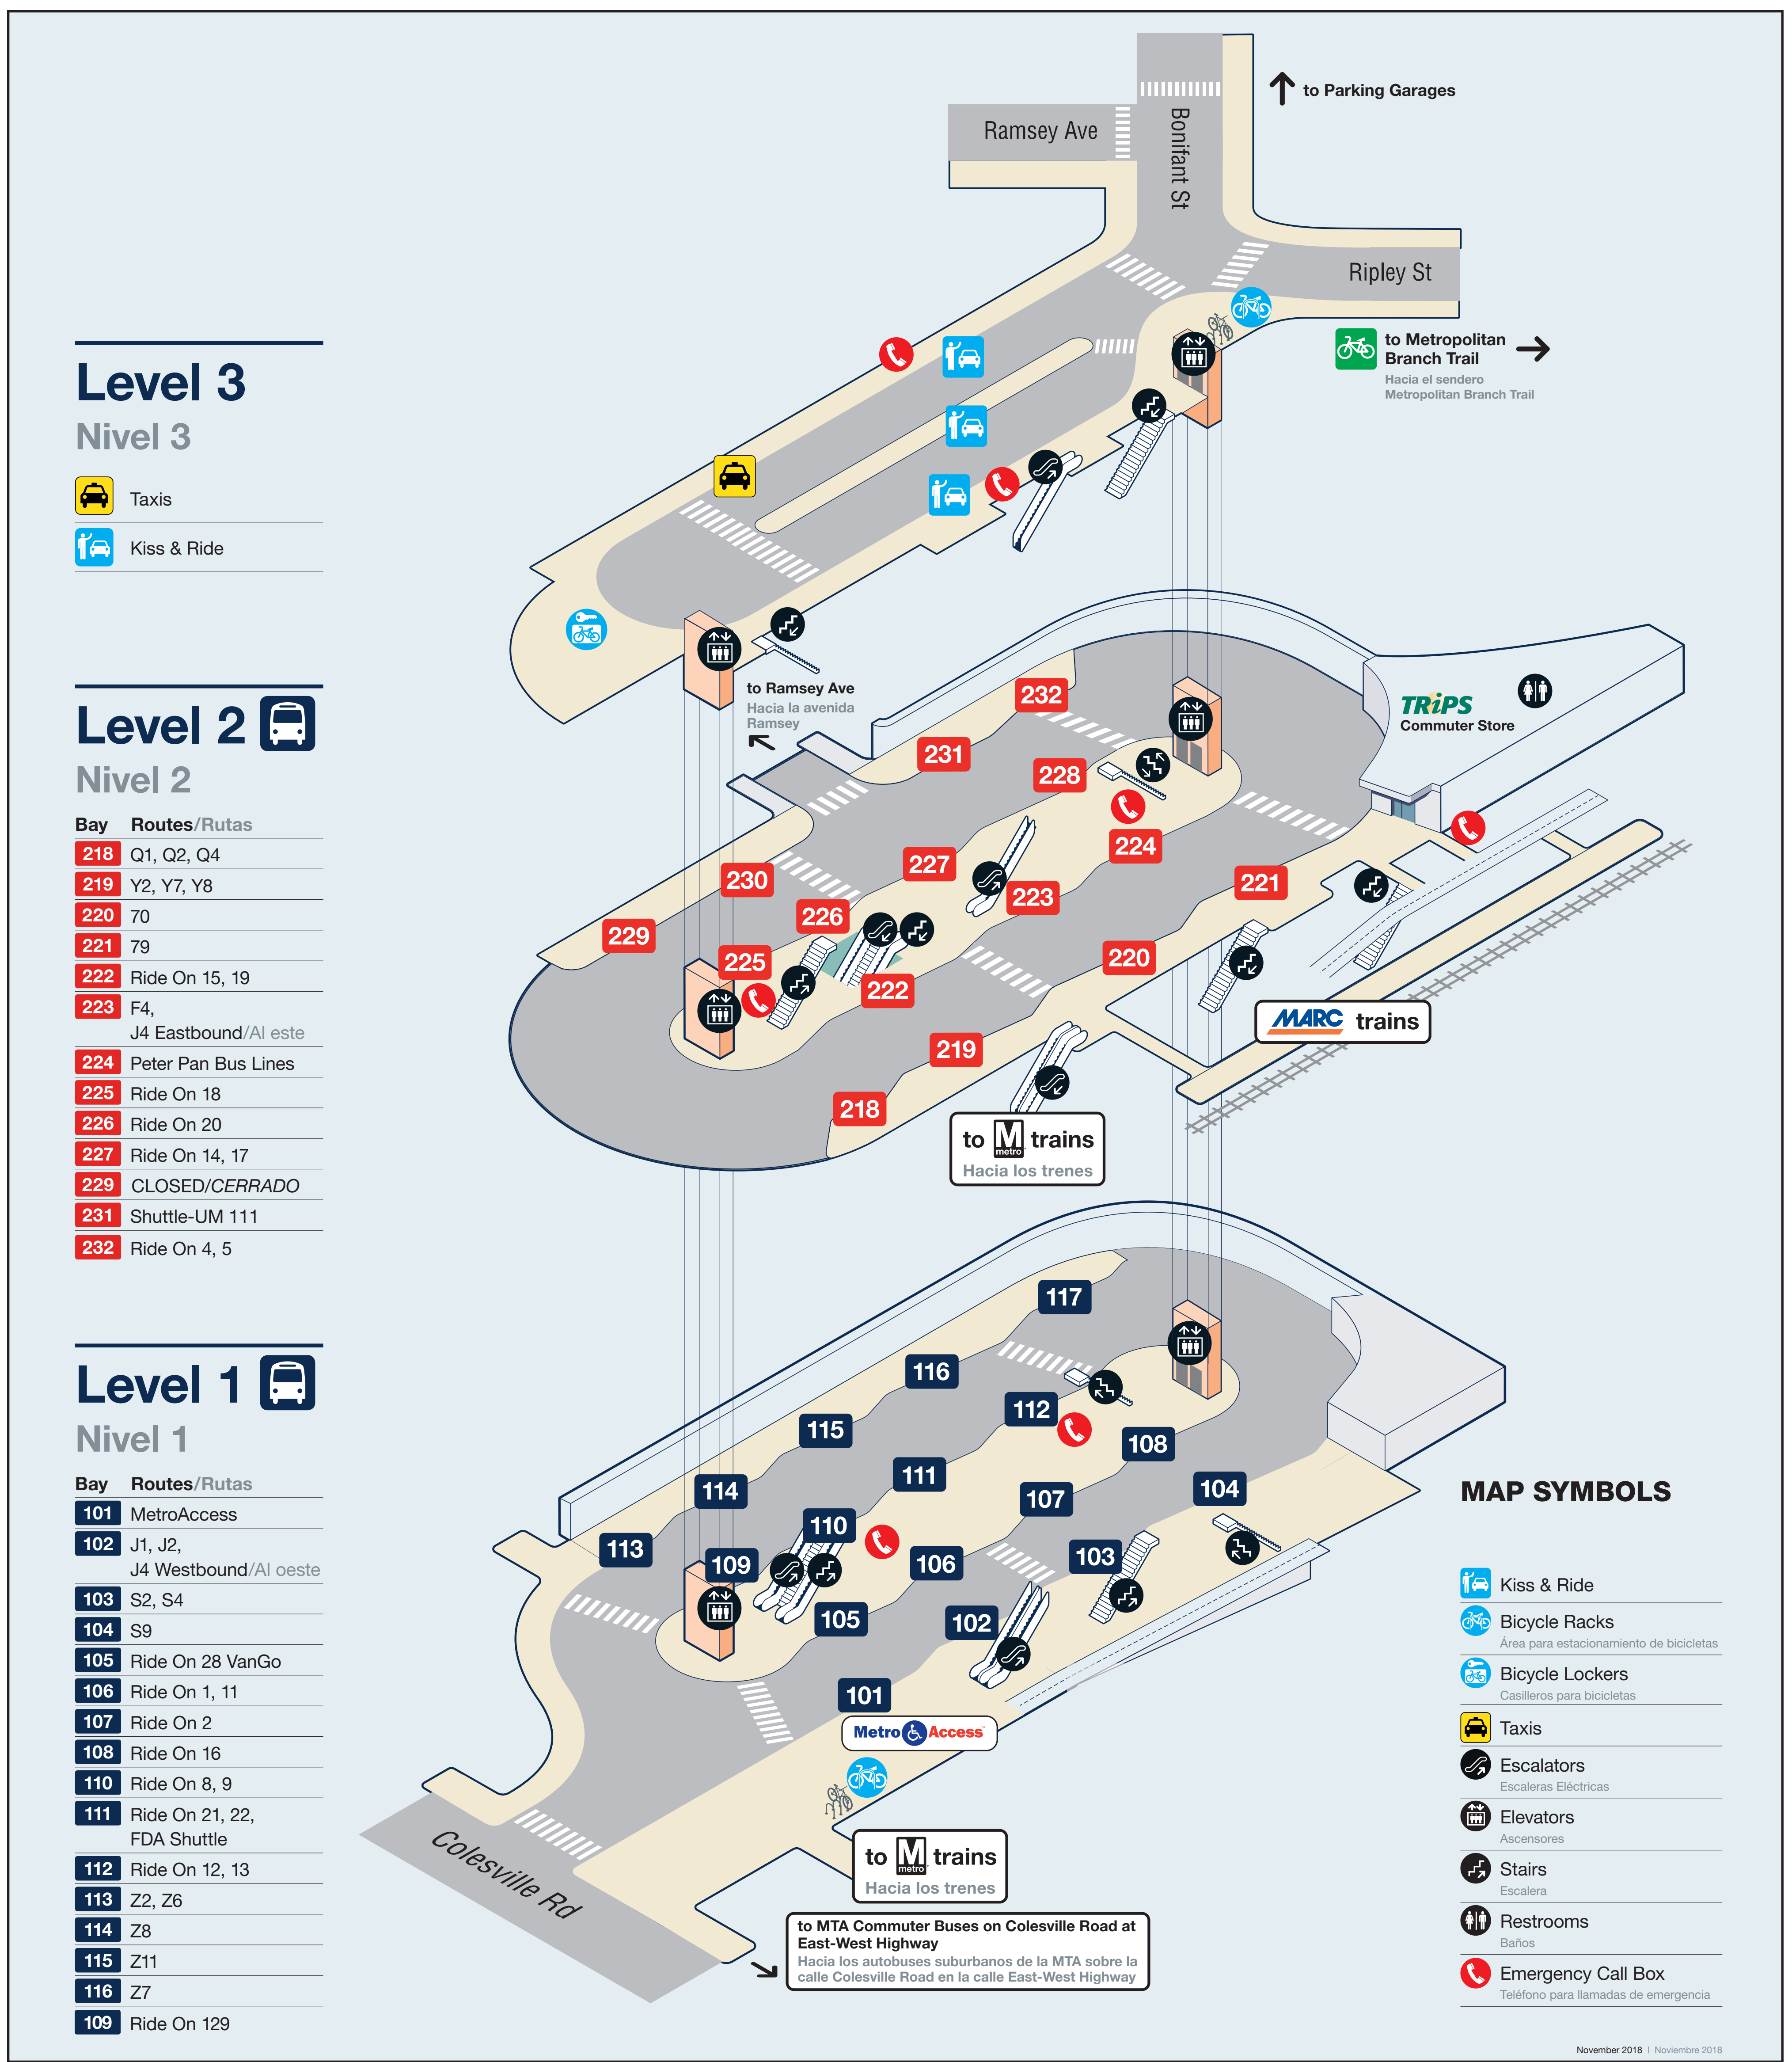 Ramsey Ave
Bonifant St
to Parking Garages
Ripley St
to Metropolitan
Branch Trail
Hacia el sendero
Metropolitan Branch Trail
Level 3
Nivel 3
Taxis
Kiss & Ride
to Ramsey Ave
Hacia la avenida
Ramsey
Level 2
Nivel 2
Bay Routes/Rutas
218 Q1, Q2, Q4
219 Y2, Y7, Y8
220 70
221 79
222 Ride On 15, 19
223 F4,
J4 Eastbound/Al este
224 Peter Pan Bus Lines
225 Ride On 18
226 Ride On 20
227 Ride On 14, 17
229 CLOSED/CERRADO
231 Shuttle-UM 111
232 Ride On 4, 5
232
231
228
227
224
230
223
221
226
229
225
222
220
219
218
TRiPS
Commuter Store
MARC trains
to M metro trains
Hacia los trenes
Level 1
Nivel 1
Bay Routes/Rutas
101 MetroAccess
102 J1, J2,
J4 Westbound/Al oeste
103 S2, S4
104 S9
105 Ride On 28 VanGo
106 Ride On 1, 11
107 Ride On 2
108 Ride On 16
110 Ride On 8, 9
111 Ride On 21, 22,
FDA Shuttle
112 Ride On 12, 13
113 Z2, Z6
114 Z8
115 Z11
116 Z7
109 Ride On 129
117
116
112
115
108
111
114
104
107
110
113
103
109
106
105
102
101
Metro Access
Colesville Rd
to M metro trains
Hacia los trenes
to MTA Commuter Buses on Colesville Road at
East-West Highway
Hacia los autobuses suburbanos de la MTA sobre la
calle Colesville Road en la calle East-West Highway
MAP SYMBOLS
Kiss & Ride
Bicycle Racks
Área para estacionamiento de bicicletas
Bicycle Lockers
Casilleros para bicicletas
Taxis
Escalators
Escaleras Eléctricas
Elevators
Ascensores
Stairs
Escalera
Restrooms
Baños
Emergency Call Box
Teléfono para llamadas de emergencia
November 2018 | Noviembre 2018